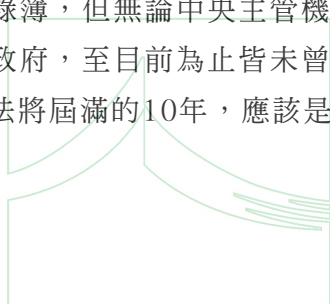 錄簿，但無論中央主管機
政府，至目前為止皆未曾
法將屆滿的10年，應該是